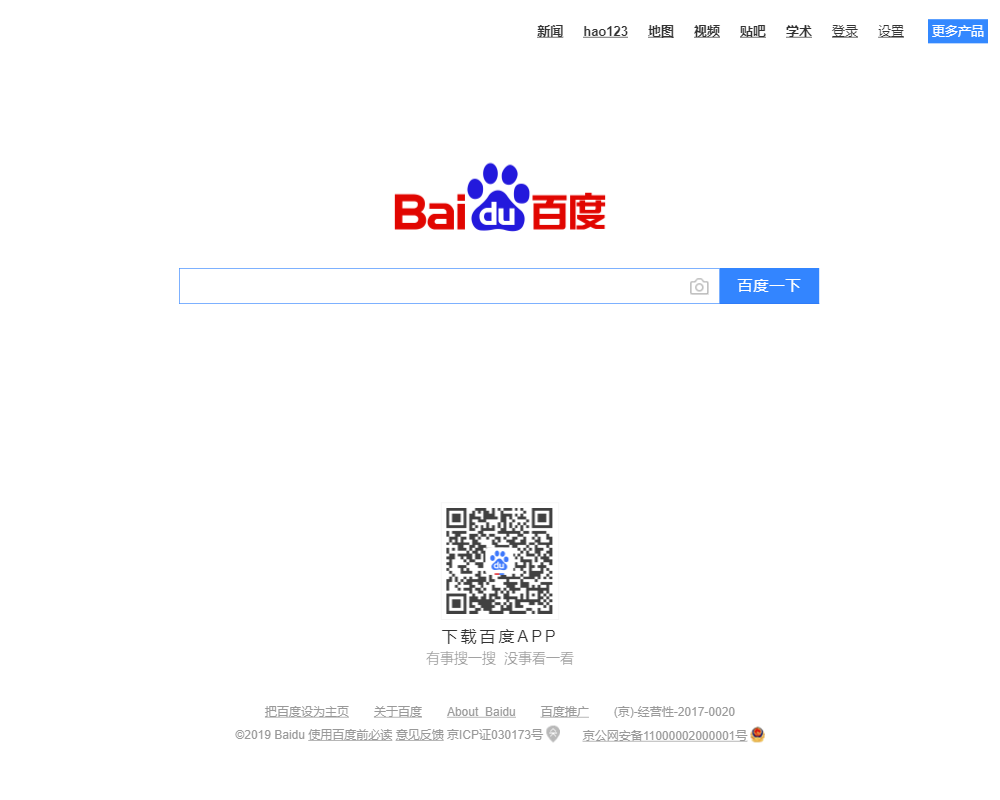 新闻 hao123 地图 视频 贴吧 学术 登录 设置 更多产品
Bai du 百度
百度一下
du
下载百度APP
有事搜一搜 没事看一看
把百度设为主页 关于百度 About Baidu 百度推广 (京)-经营性-2017-0020
©2019 Baidu 使用百度前必读 意见反馈 京ICP证030173号 京公网安备11000002000001号